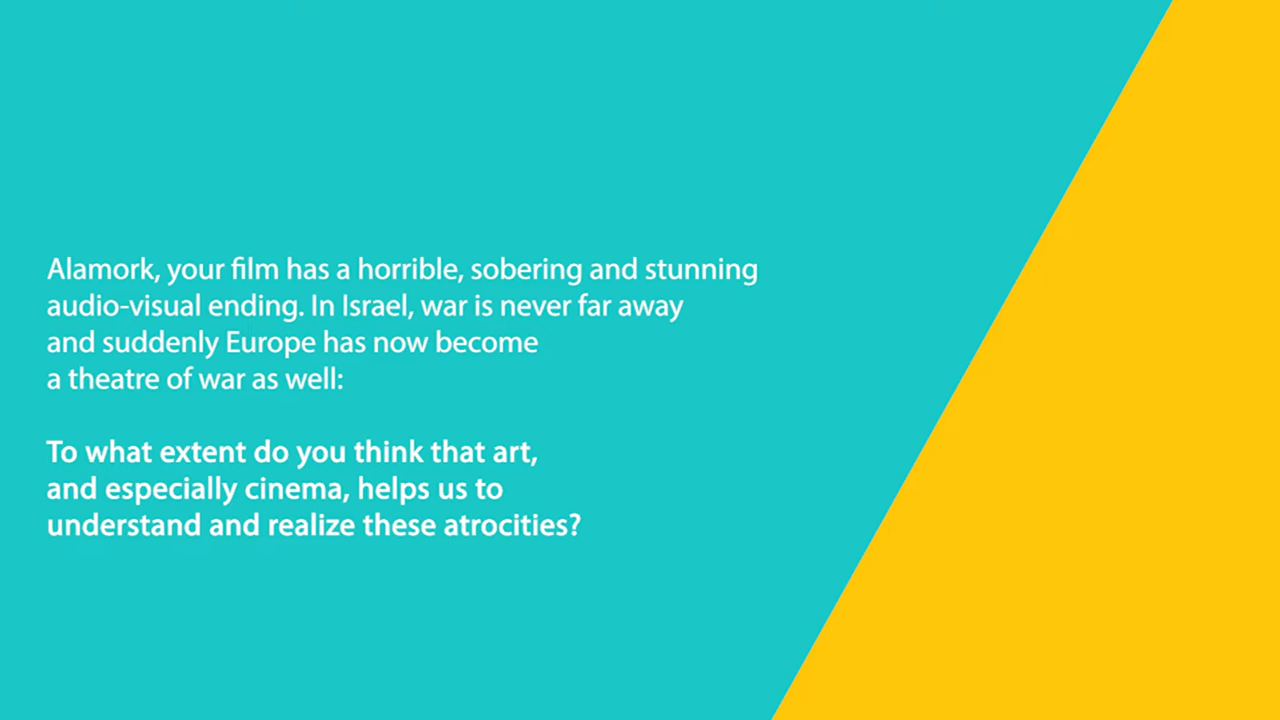 Alamork, your film has a horrible, sobering and stunning
audio-visual ending. In Israel, war is never far away
and suddenly Europe has now become
a theatre of war as well:
To what extent do you think that art,
and especially cinema, helps us to
understand and realize these atrocities?